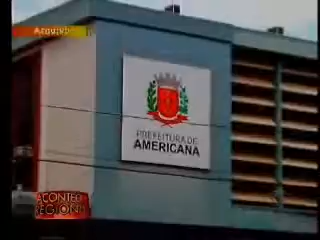 Arquivo
PREFEITURA DE
AMERICANA
ACONTECE
REGIONAL